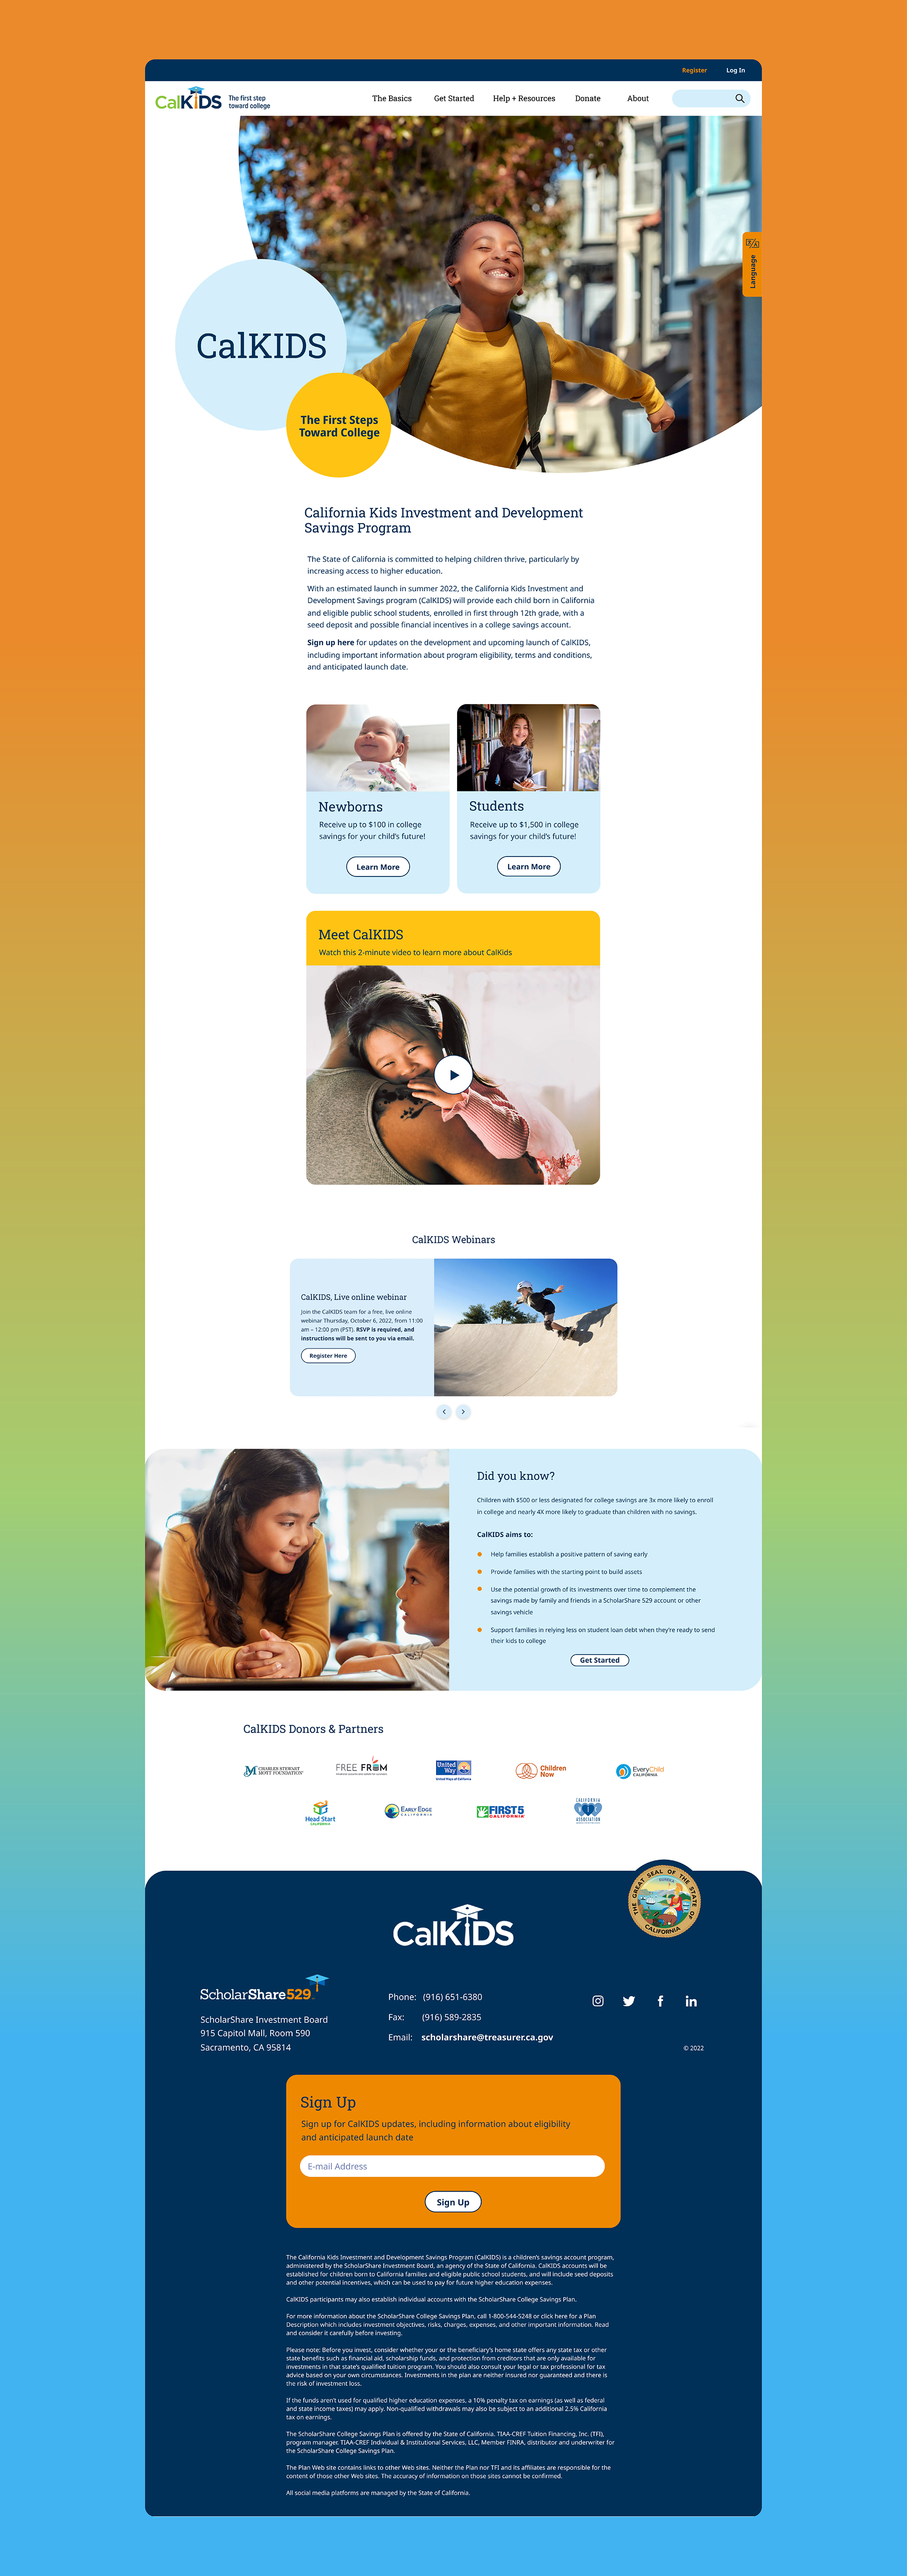 Register Log In
CalKIDS The first step
toward college
The Basics Get Started Help + Resources Donate About
Language
CalKIDS
The First Steps
Toward College
California Kids Investment and Development
Savings Program
The State of California is committed to helping children thrive, particularly by
increasing access to higher education.
With an estimated launch in summer 2022, the California Kids Investment and
Development Savings program (CalKIDS) will provide each child born in California
and eligible public school students, enrolled in first through 12th grade, with a
seed deposit and possible financial incentives in a college savings account.
Sign up here for updates on the development and upcoming launch of CalKIDS,
including important information about program eligibility, terms and conditions,
and anticipated launch date.
Newborns
Receive up to $100 in college
savings for your child's future!
Learn More
Students
Receive up to $1,500 in college
savings for your child's future!
Learn More
Meet CalKIDS
Watch this 2-minute video to learn more about CalKids
CalKIDS Webinars
CalKIDS, Live online webinar
Join the CalKIDS team for a free, live online
webinar Thursday, October 6, 2022, from 11:00
am – 12:00 pm (PST). RSVP is required, and
instructions will be sent to you via email.
Register Here
Did you know?
Children with $500 or less designated for college savings are 3x more likely to enroll
in college and nearly 4X more likely to graduate than children with no savings.
CalKIDS aims to:
Help families establish a positive pattern of saving early
Provide families with the starting point to build assets
Use the potential growth of its investments over time to complement the
savings made by family and friends in a ScholarShare 529 account or other
savings vehicle
Support families in relying less on student loan debt when they're ready to send
their kids to college
Get Started
CalKIDS Donors & Partners
CHARLES STEWART
MOTT FOUNDATION
FREE FROM
United
Way
United Ways of California
Children
Now
EveryChild
CALIFORNIA
Head Start
CALIFORNIA
EARLY EDGE
CALIFORNIA
FIRST 5
CALIFORNIA
CALIFORNIA
ASSOCIATION
THE GREAT SEAL OF THE STATE OF CALIFORNIA
EUREKA
CalKIDS
ScholarShare529
ScholarShare Investment Board
915 Capitol Mall, Room 590
Sacramento, CA 95814
Phone: (916) 651-6380
Fax: (916) 589-2835
Email: scholarshare@treasurer.ca.gov
© 2022
Sign Up
Sign up for CalKIDS updates, including information about eligibility
and anticipated launch date
E-mail Address
Sign Up
The California Kids Investment and Development Savings Program (CalKIDS) is a children's savings account program,
administered by the ScholarShare Investment Board, an agency of the State of California. CalKIDS accounts will be
established for children born to California families and eligible public school students, and will include seed deposits
and other potential incentives, which can be used to pay for future higher education expenses.
CalKIDS participants may also establish individual accounts with the ScholarShare College Savings Plan.
For more information about the ScholarShare College Savings Plan, call 1-800-544-5248 or click here for a Plan
Description which includes investment objectives, risks, charges, expenses, and other important information. Read
and consider it carefully before investing.
Please note: Before you invest, consider whether your or the beneficiary's home state offers any state tax or other
state benefits such as financial aid, scholarship funds, and protection from creditors that are only available for
investments in that state's qualified tuition program. You should also consult your legal or tax professional for tax
advice based on your own circumstances. Investments in the plan are neither insured nor guaranteed and there is
the risk of investment loss.
If the funds aren't used for qualified higher education expenses, a 10% penalty tax on earnings (as well as federal
and state income taxes) may apply. Non-qualified withdrawals may also be subject to an additional 2.5% California
tax on earnings.
The ScholarShare College Savings Plan is offered by the State of California. TIAA-CREF Tuition Financing, Inc. (TFI),
program manager. TIAA-CREF Individual & Institutional Services, LLC, Member FINRA, distributor and underwriter for
the ScholarShare College Savings Plan.
The Plan Web site contains links to other Web sites. Neither the Plan nor TFI and its affiliates are responsible for the
content of those other Web sites. The accuracy of information on those sites cannot be confirmed.
All social media platforms are managed by the State of California.